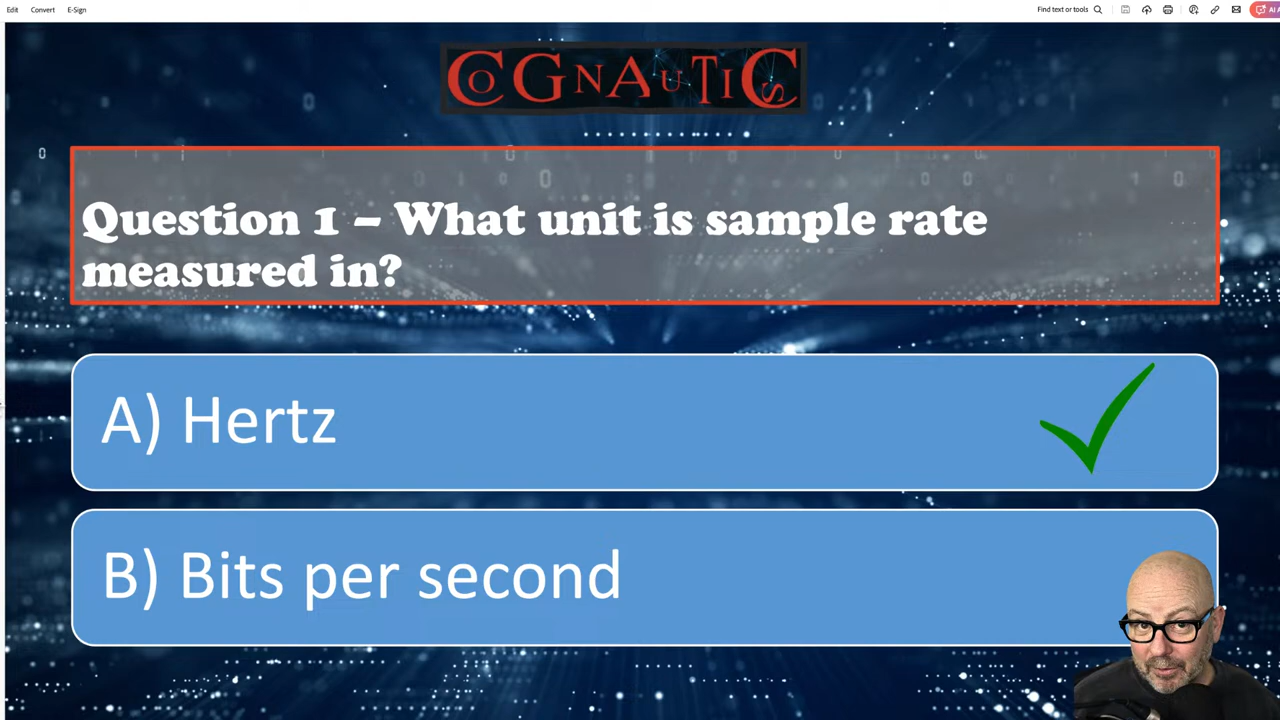 Edit Convert E-Sign Find text or tools
COGNAUTICS
Question 1 – What unit is sample rate
measured in?
A) Hertz
B) Bits per second